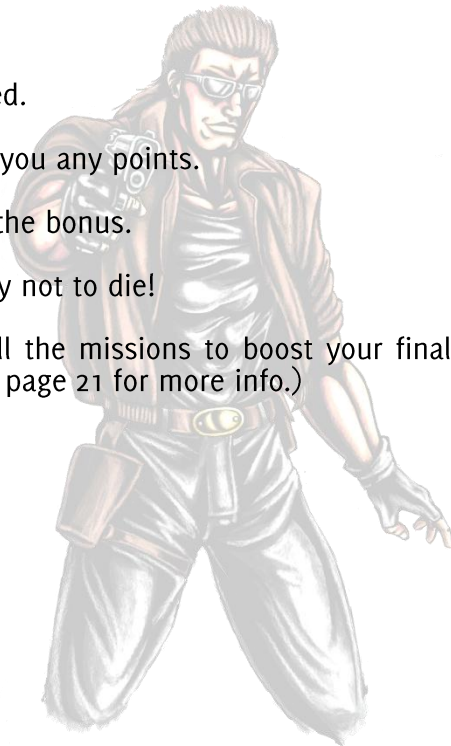 ed.
you any points.
the bonus.
y not to die!
ll the missions to boost your final
page 21 for more info.)